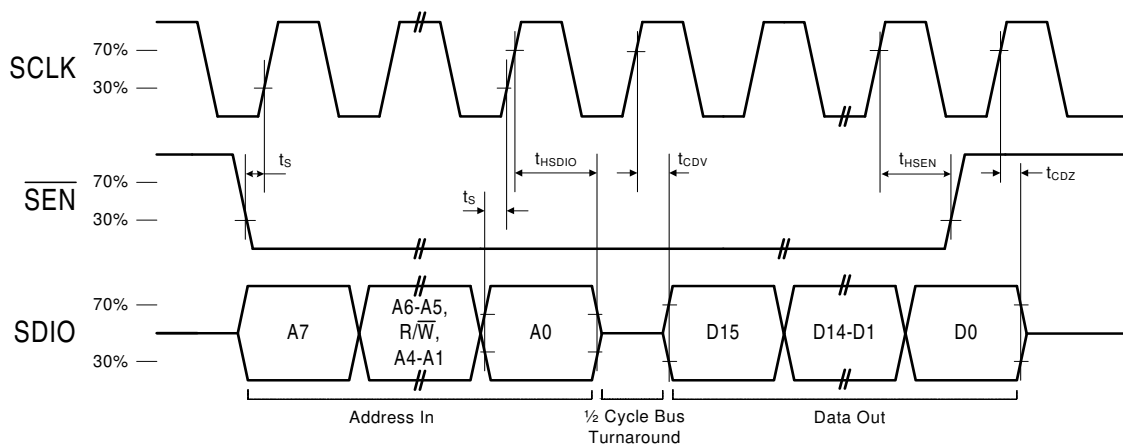 SCLK
70%
30%
SEN
70%
30%
tS
tHSDIO
tCDV
tHSEN
tCDZ
tS
SDIO
70%
30%
A7
A6-A5,
R/W,
A4-A1
A0
D15
D14-D1
D0
Address In
½ Cycle Bus
Turnaround
Data Out